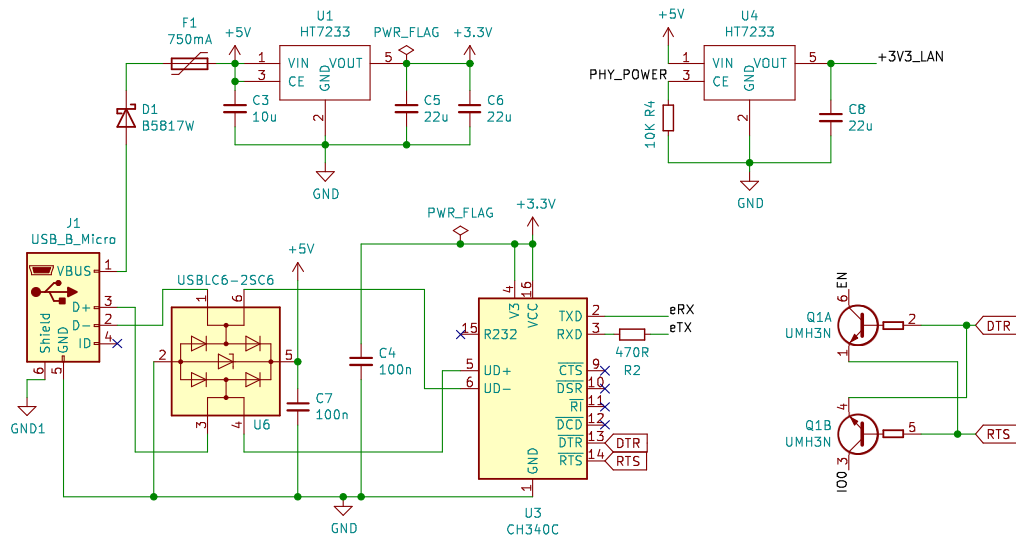 F1
750mA
+5V
U1
HT7233
PWR_FLAG
+3.3V
1
VIN
VOUT
5
3
CE
GND
2
C3
10u
C5
22u
C6
22u
GND
D1
B5817W
+5V
U4
HT7233
+3V3_LAN
1
VIN
VOUT
5
PHY_POWER
3
CE
GND
2
10K R4
C8
22u
GND
J1
USB_B_Micro
VBUS
1
D+
3
D-
2
ID
4
Shield
GND
6
5
GND1
USBLC6-2SC6
1
6
2
5
3
4
U6
+5V
C7
100n
C4
100n
GND
PWR_FLAG
+3.3V
4
16
V3
VCC
15
R232
5
UD+
6
UD-
TXD
2
eRX
RXD
3
eTX
470R
R2
CTS
9
DSR
10
RI
11
DCD
12
DTR
13
DTR
RTS
14
RTS
GND
1
U3
CH340C
EN
6
Q1A
UMH3N
2
DTR
1
4
Q1B
UMH3N
5
RTS
3
IO0